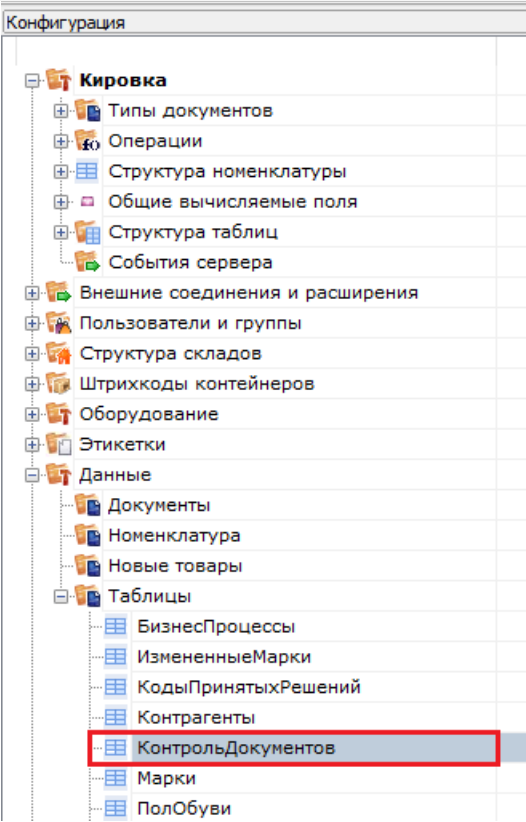 Конфигурация
Кировка
Типы документов
f() Операции
Структура номенклатуры
Общие вычисляемые поля
Структура таблиц
События сервера
Внешние соединения и расширения
Пользователи и группы
Структура складов
Штрихкоды контейнеров
Оборудование
Этикетки
Данные
Документы
Номенклатура
Новые товары
Таблицы
БизнесПроцессы
ИзмененныеМарки
КодыПринятыхРешений
Контрагенты
КонтрольДокументов
Марки
ПолОбуви